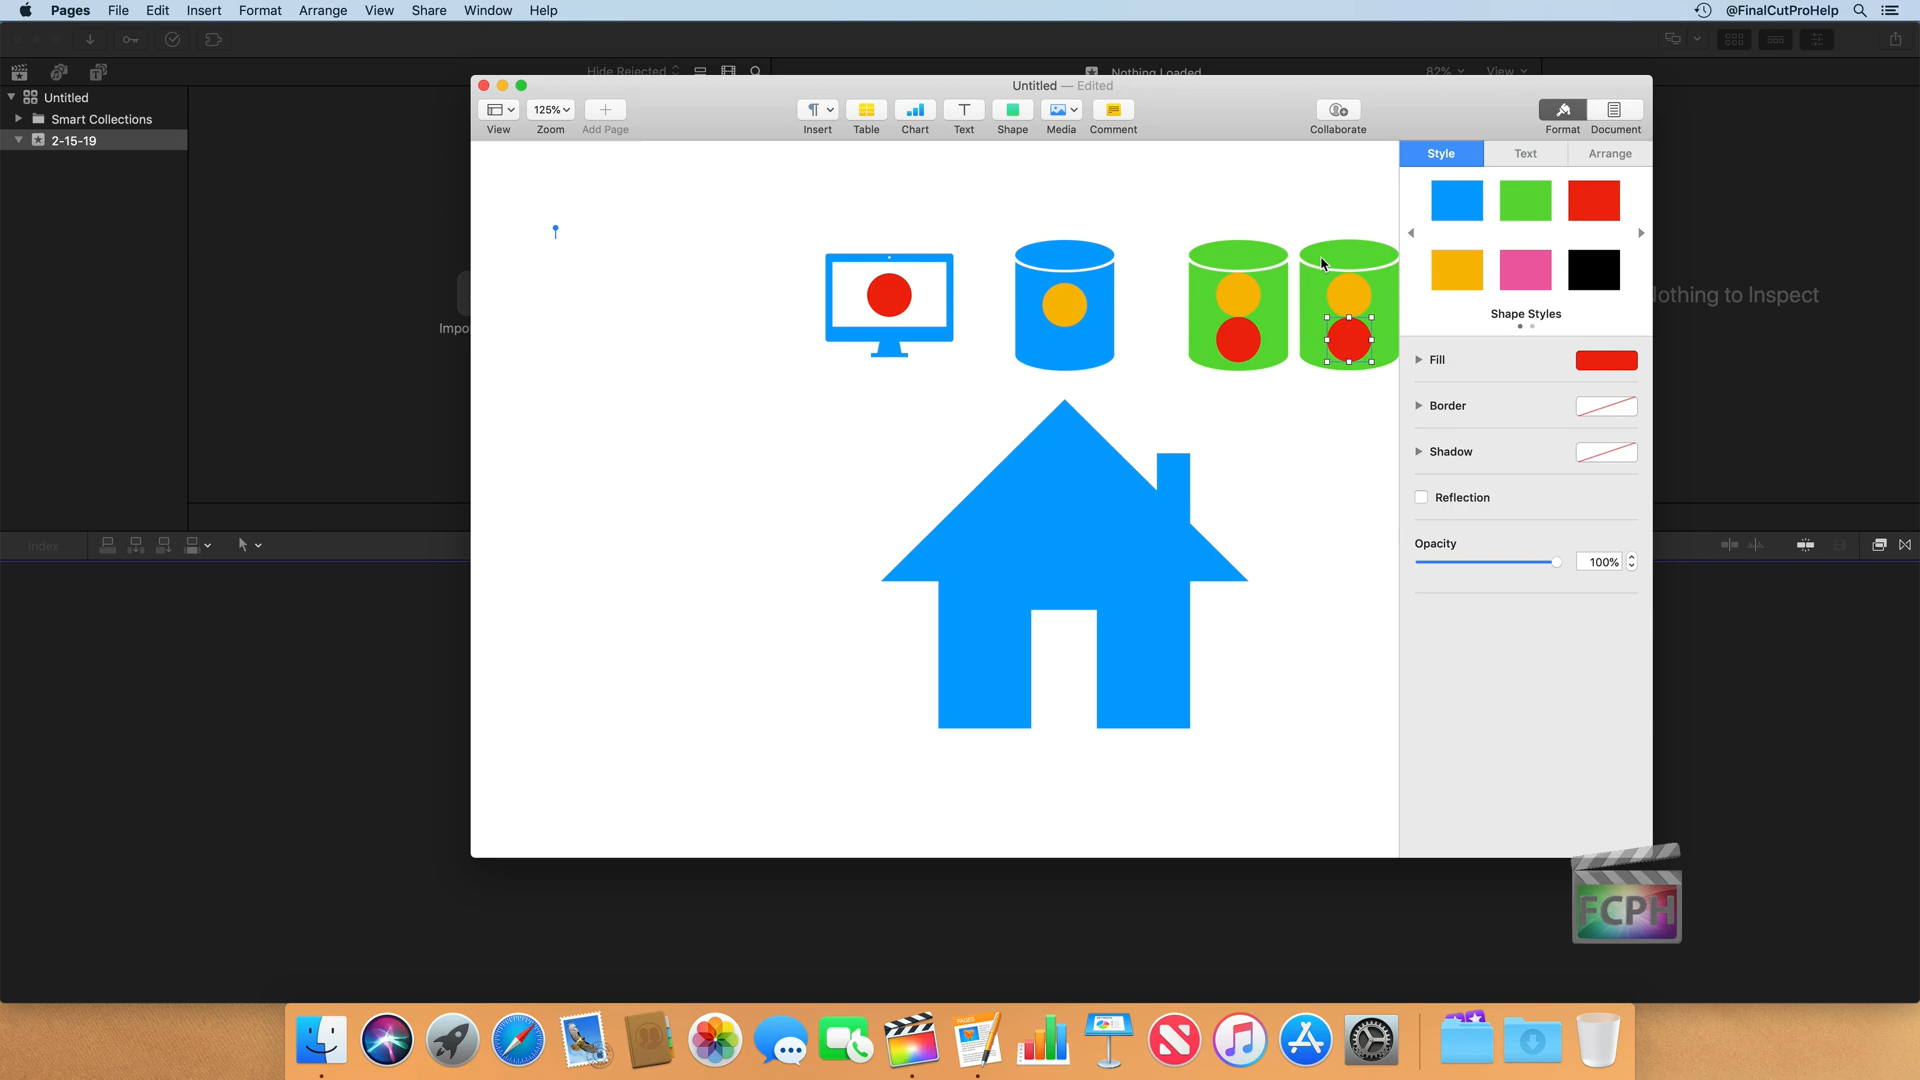 Pages File Edit Insert Format Arrange View Share Window Help
@FinalCutProHelp
Hide Rejected
Nothing Loaded
82%
View
Untitled
Smart Collections
2-15-19
Untitled — Edited
125%
View
Zoom
Add Page
Insert
Table
Chart
Text
Shape
Media
Comment
Collaborate
Format
Document
Style
Text
Arrange
Shape Styles
Fill
Border
Shadow
Reflection
Opacity
100%
Impo
othing to Inspect
Index
FCPH
PAGES